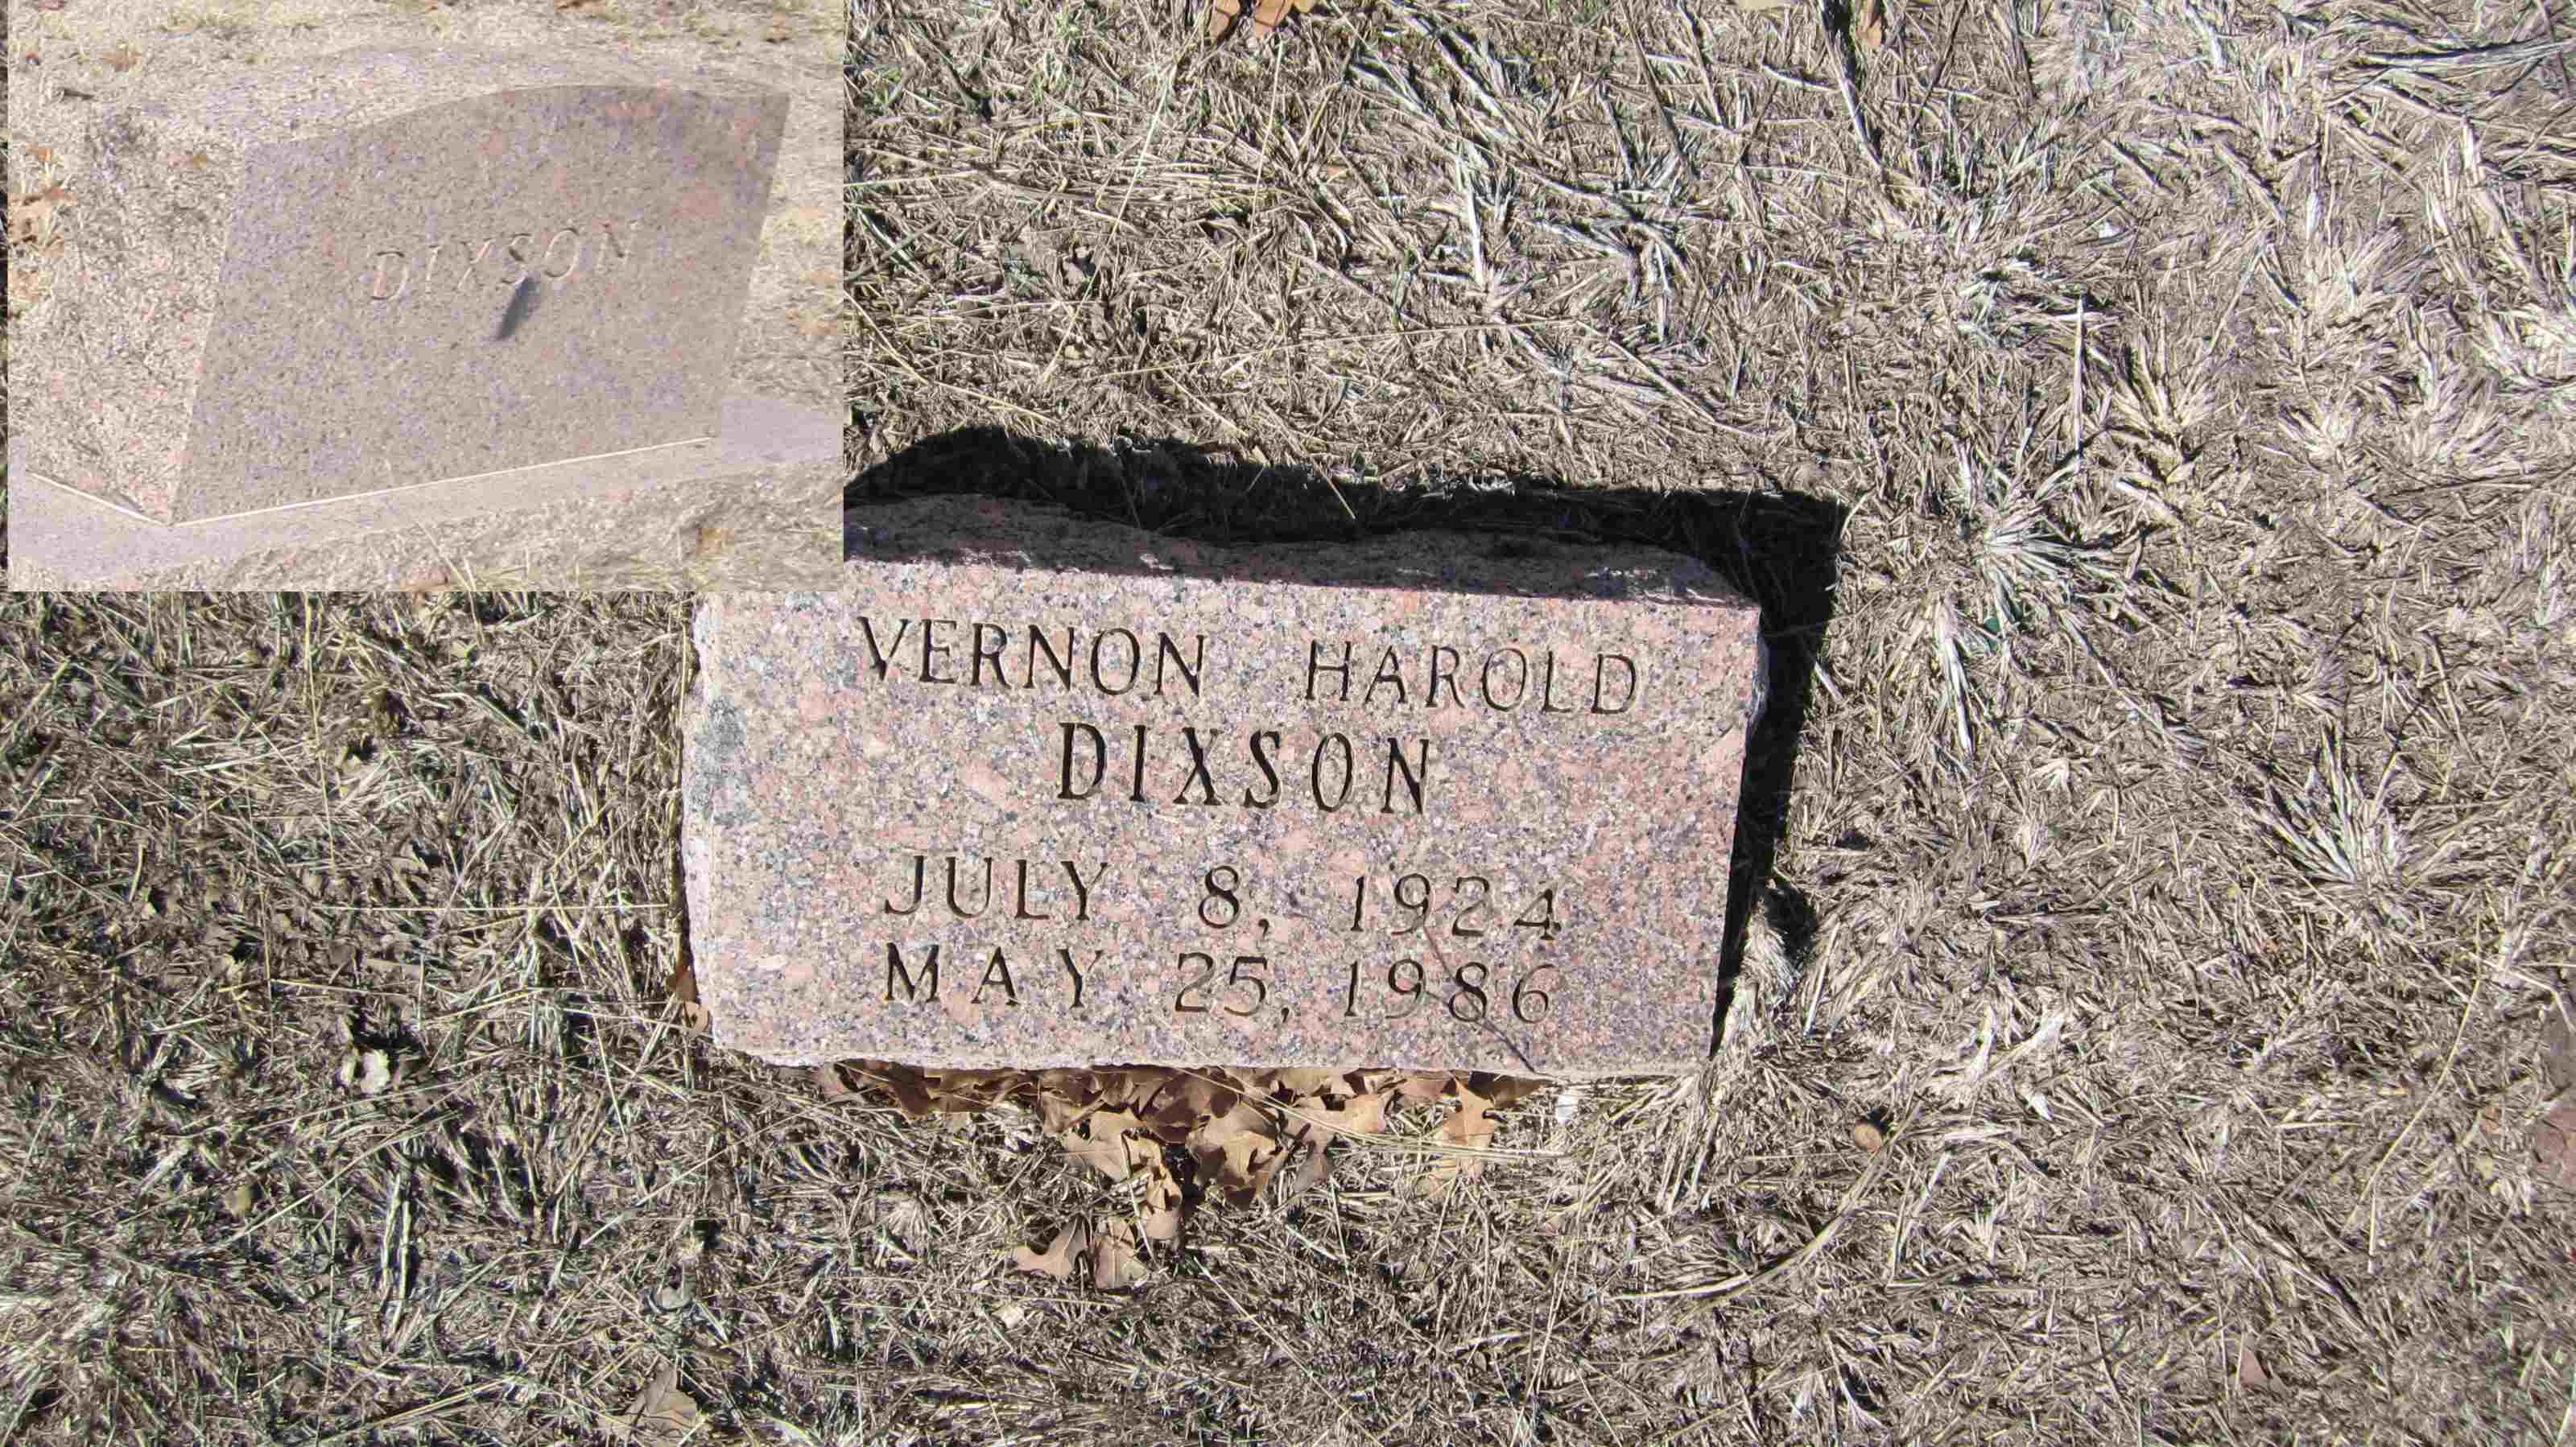 DIXSON
VERNON HAROLD
DIXSON
JULY 8, 1924
MAY 25, 1986